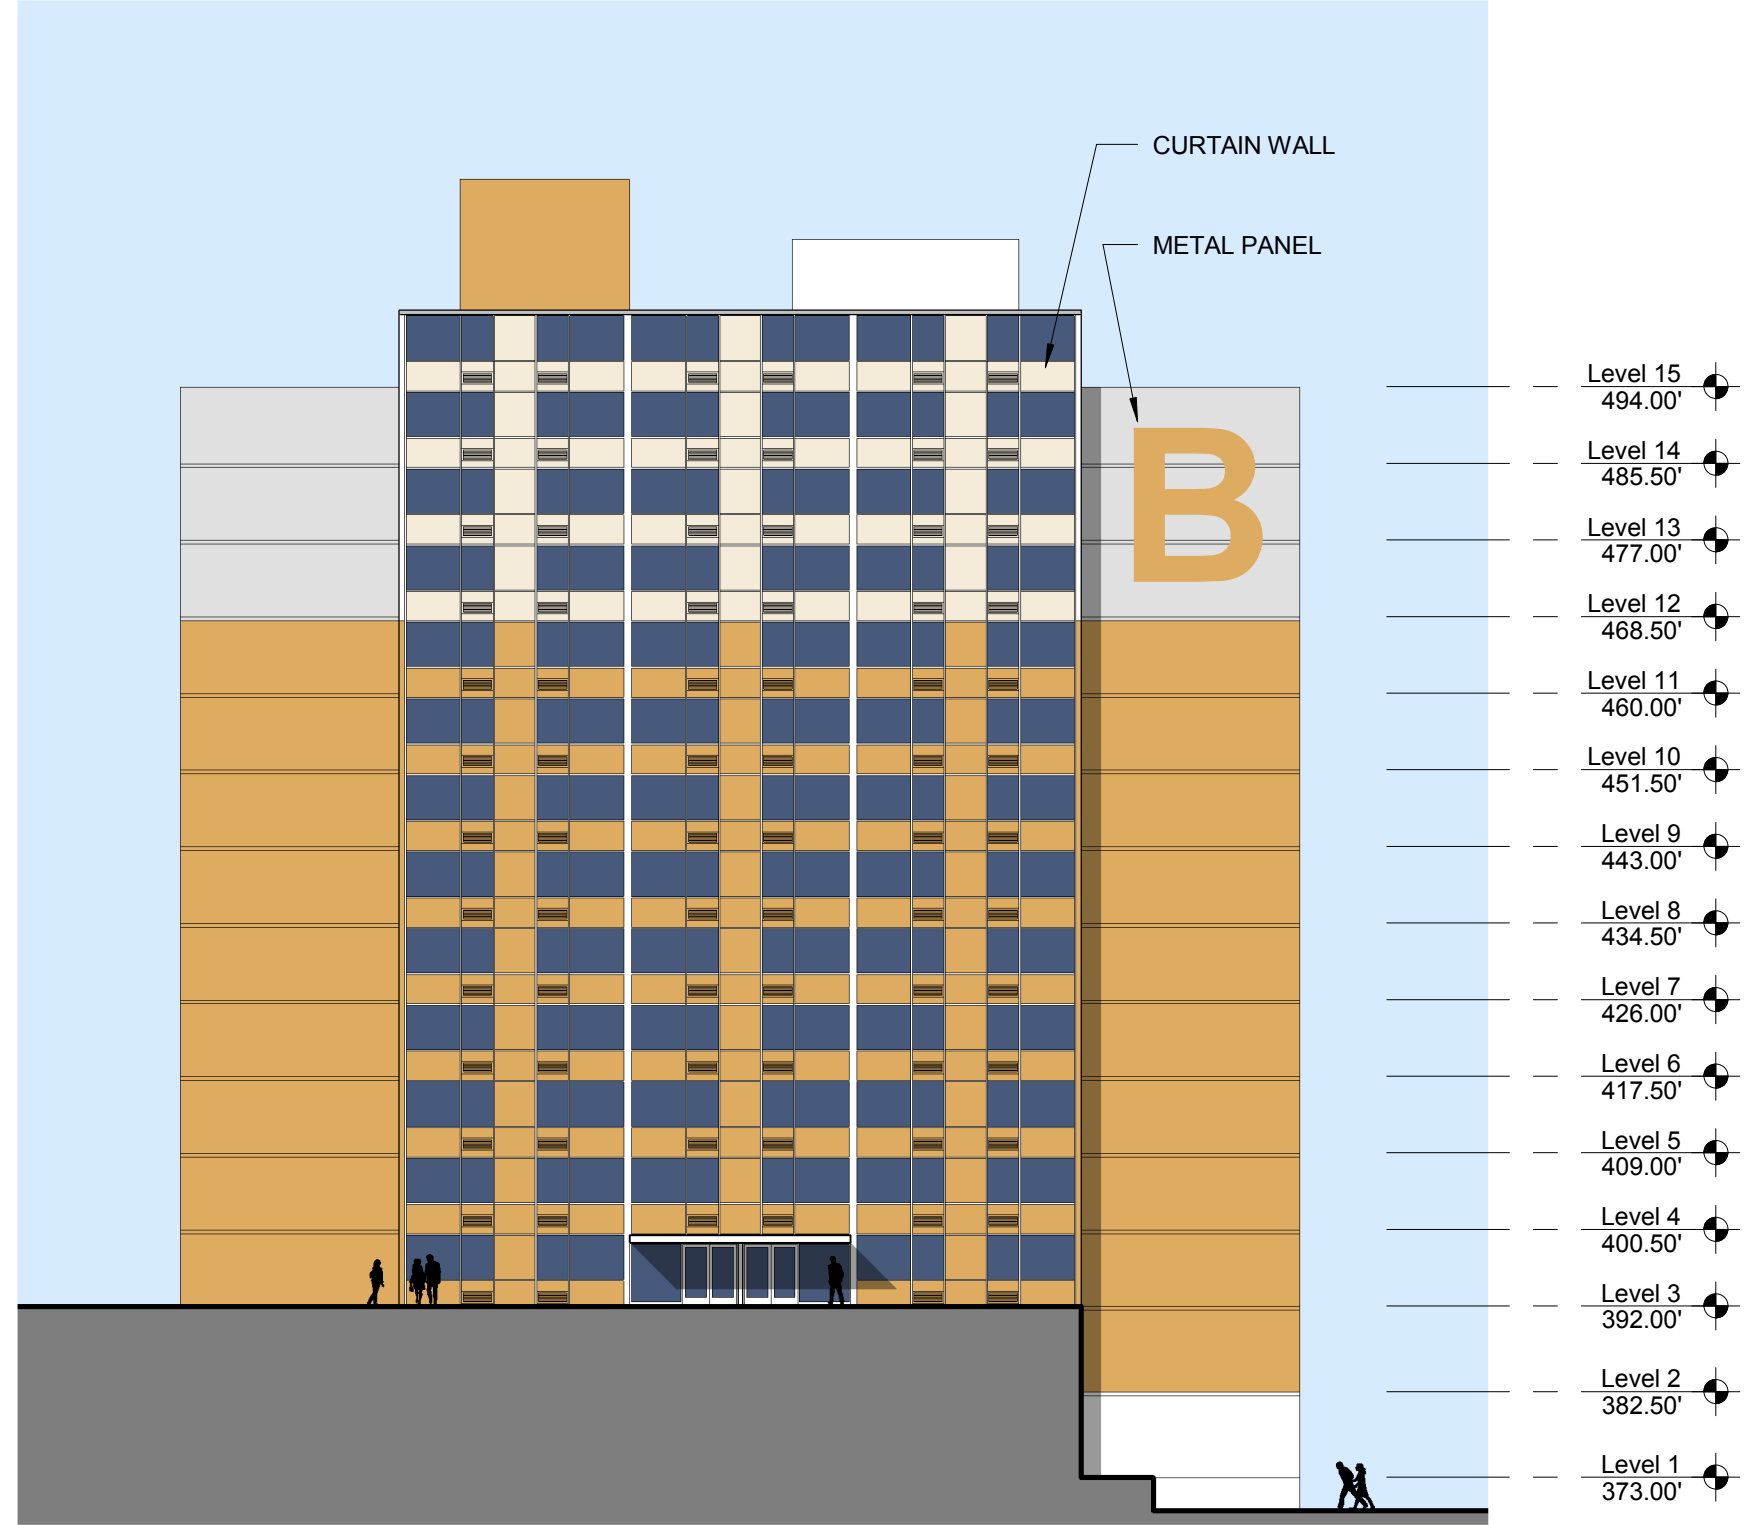 CURTAIN WALL
METAL PANEL
B
Level 15
494.00'
Level 14
485.50'
Level 13
477.00'
Level 12
468.50'
Level 11
460.00'
Level 10
451.50'
Level 9
443.00'
Level 8
434.50'
Level 7
426.00'
Level 6
417.50'
Level 5
409.00'
Level 4
400.50'
Level 3
392.00'
Level 2
382.50'
Level 1
373.00'